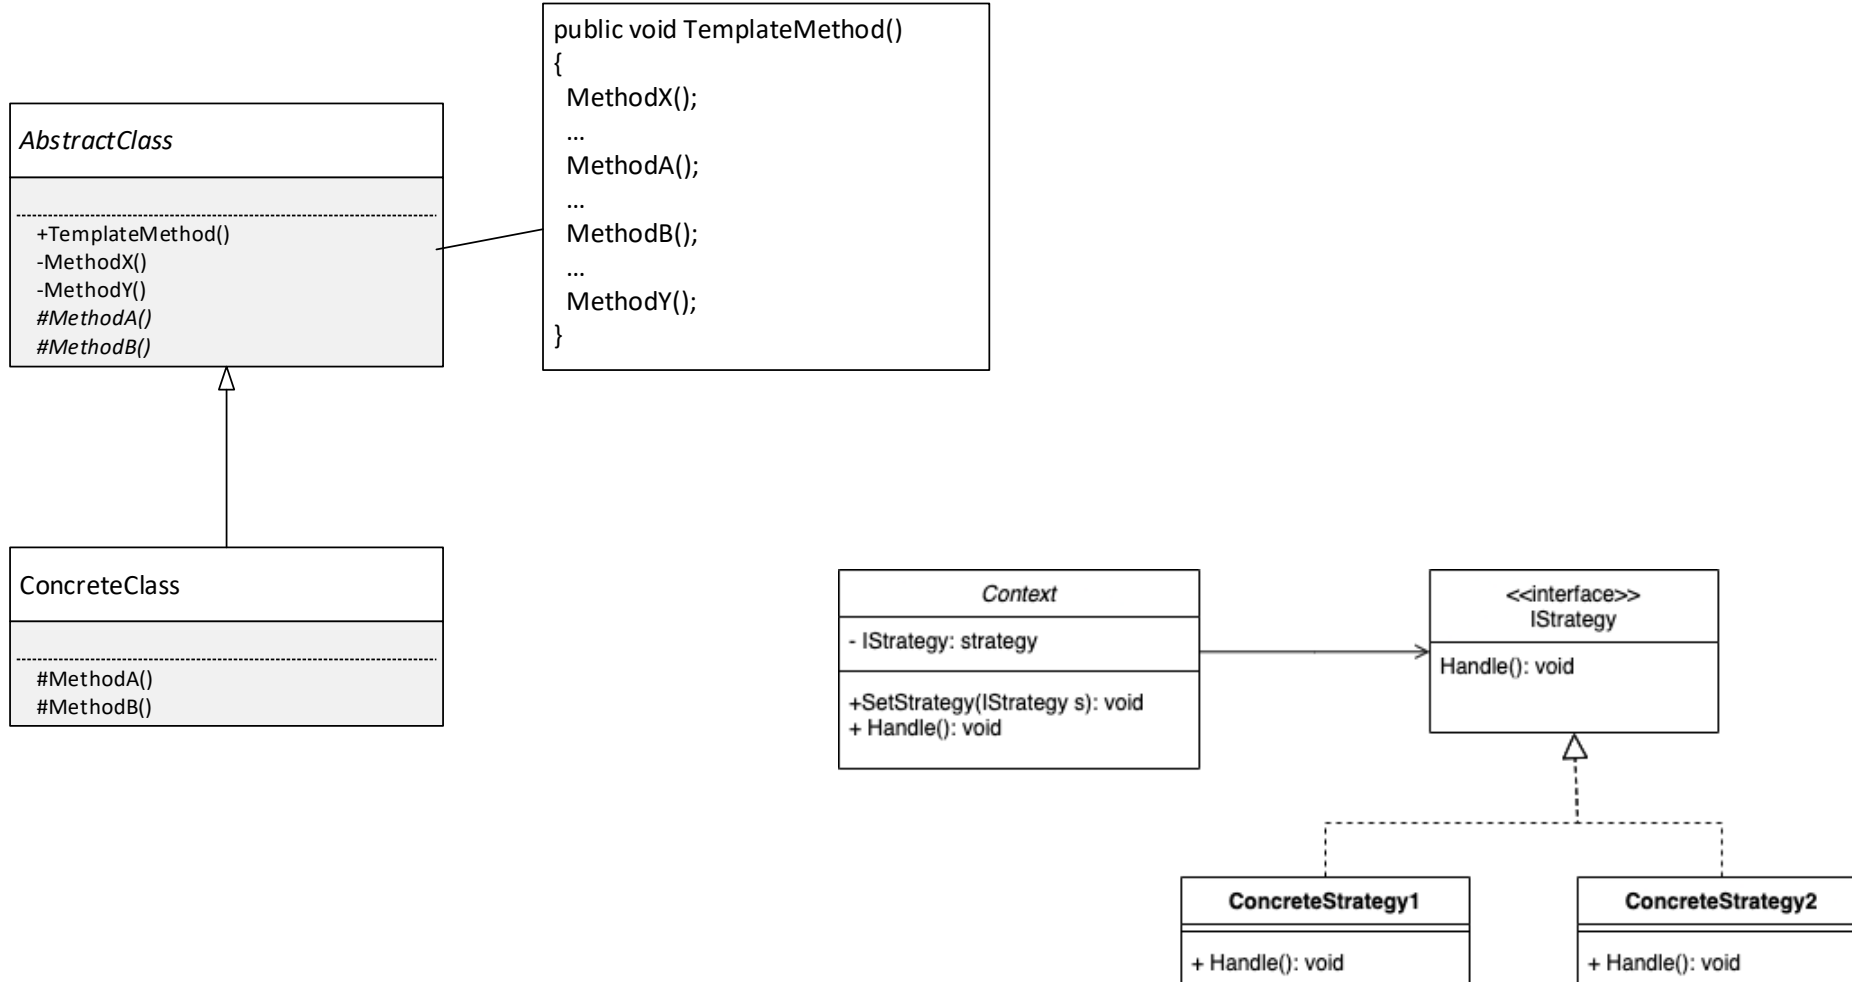 public void TemplateMethod()
{
MethodX();
...
MethodA();
...
MethodB();
...
MethodY();
}
AbstractClass
+TemplateMethod()
-MethodX()
-MethodY()
#MethodA()
#MethodB()
ConcreteClass
#MethodA()
#MethodB()
Context
- IStrategy: strategy
+SetStrategy(IStrategy s): void
+ Handle(): void
<<interface>>
IStrategy
Handle(): void
ConcreteStrategy1
+ Handle(): void
ConcreteStrategy2
+ Handle(): void